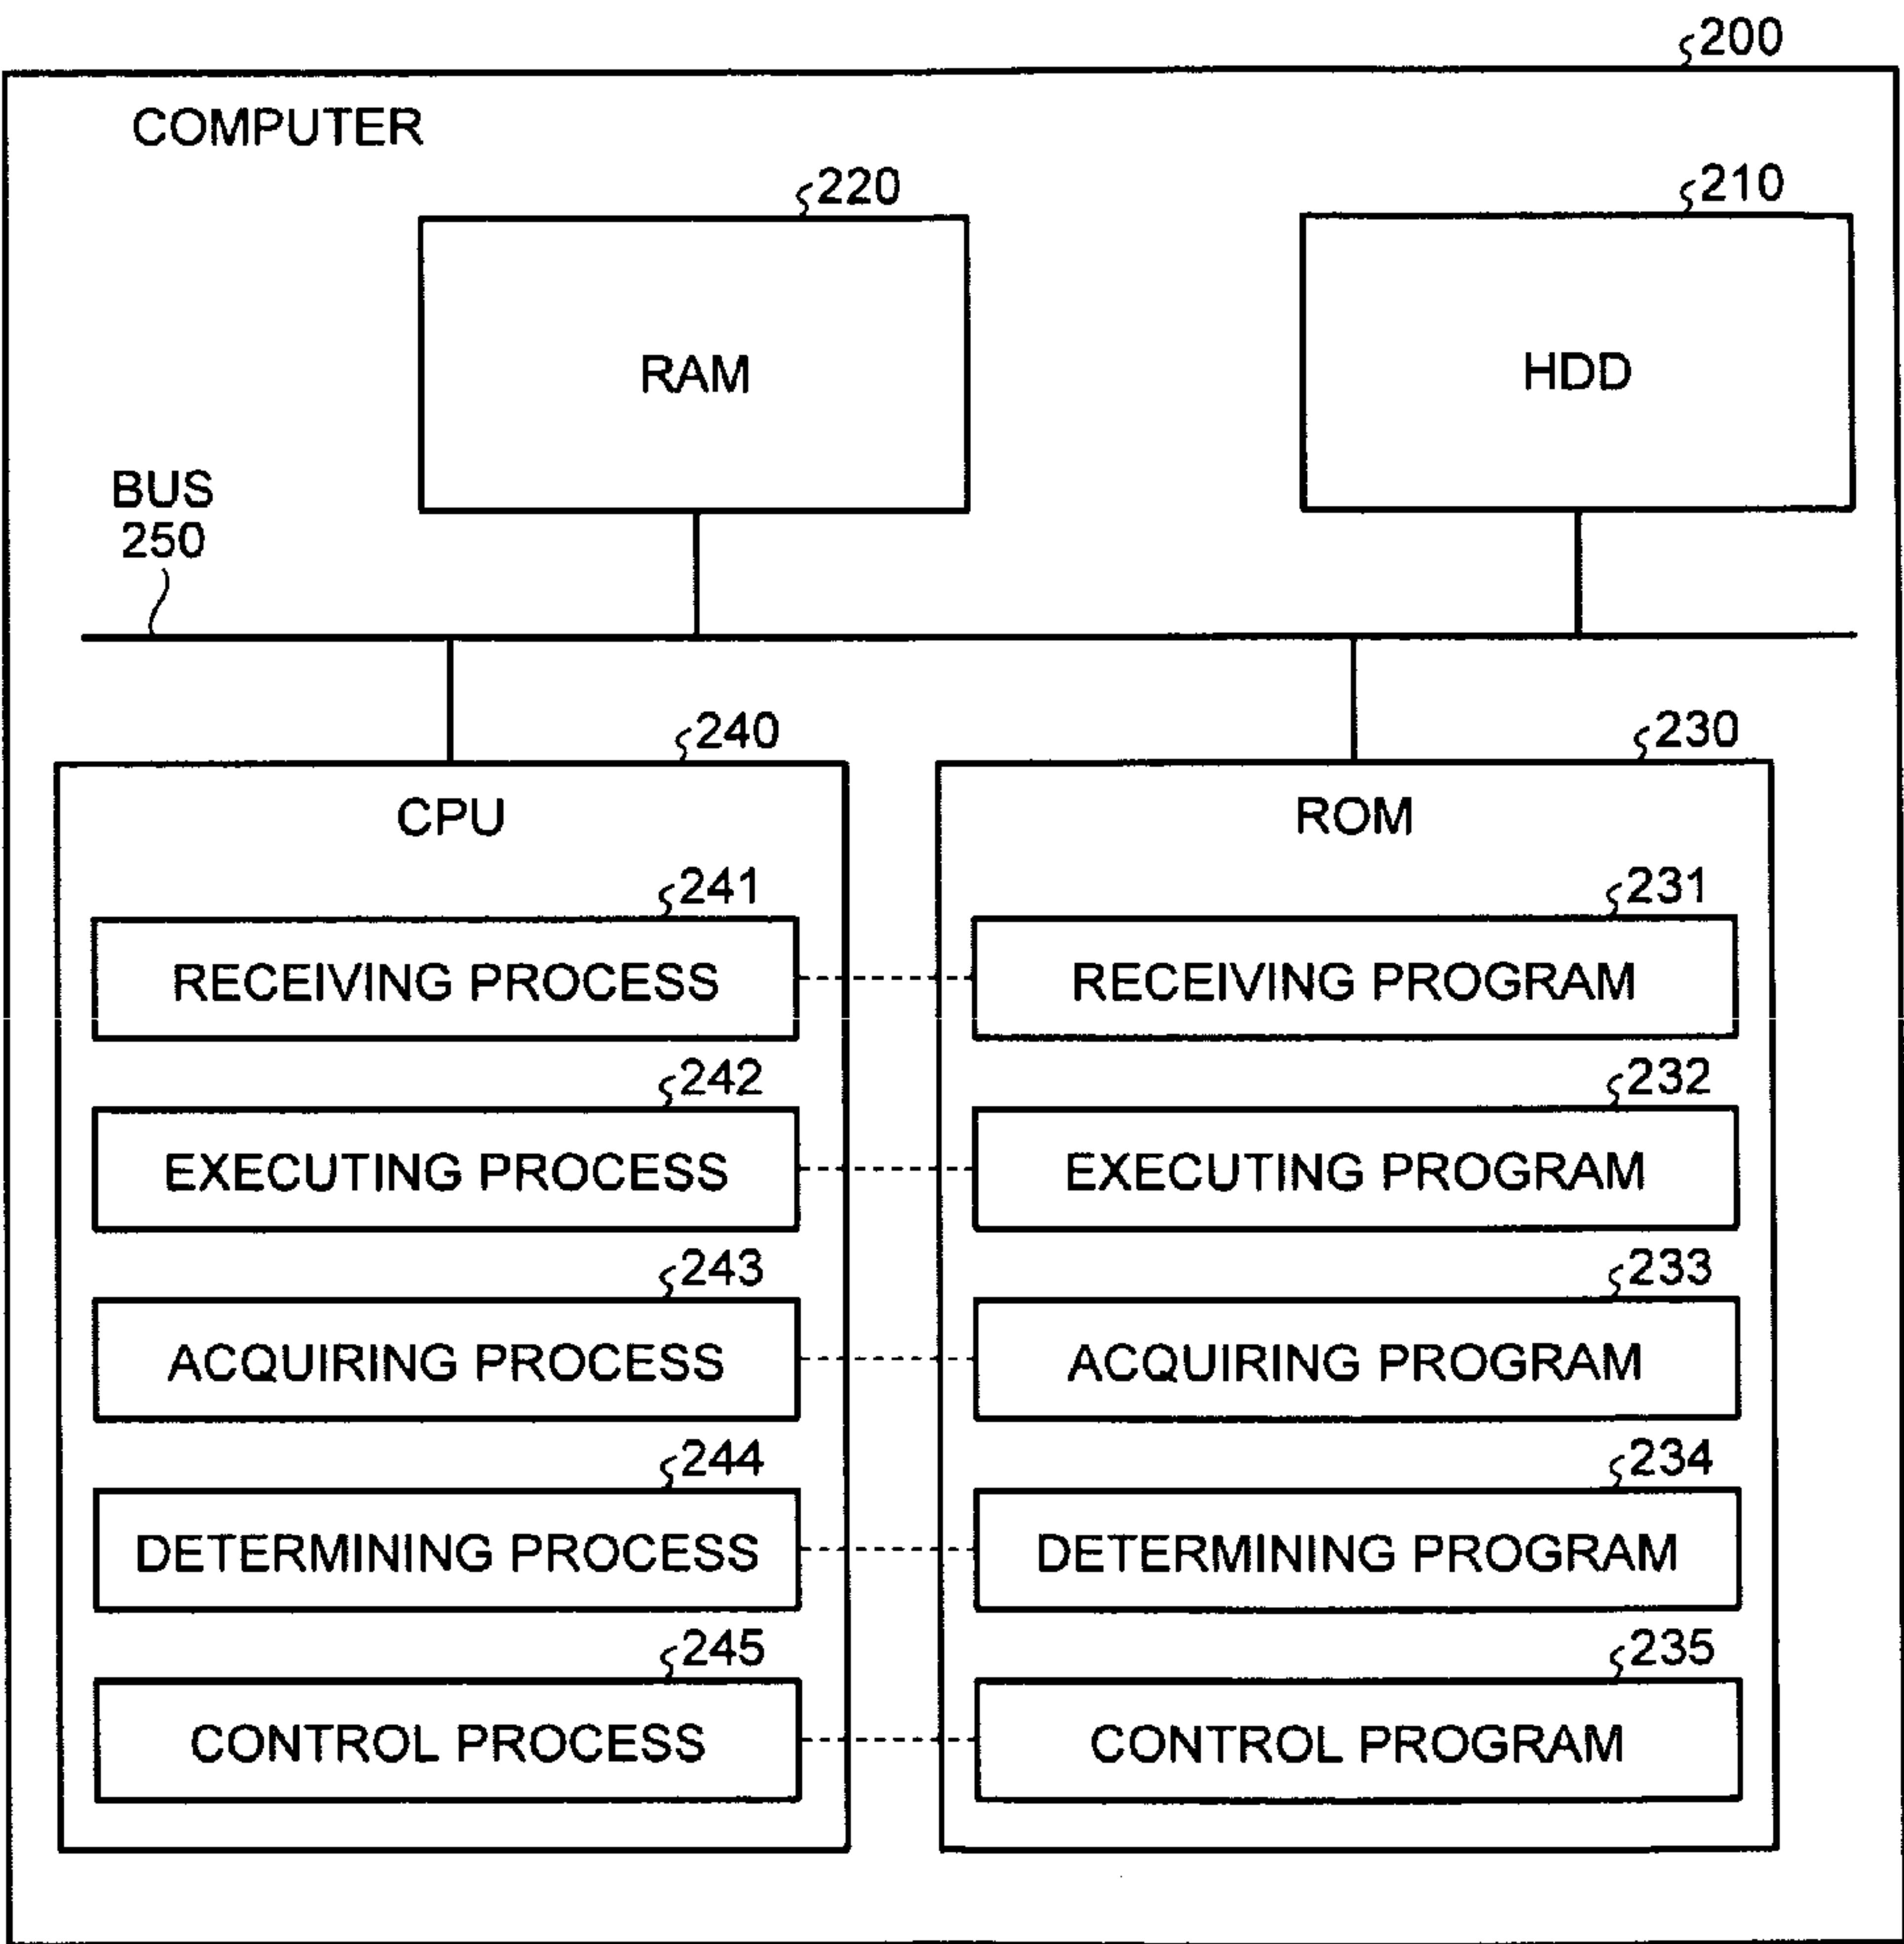 200
COMPUTER
220
210
RAM
HDD
BUS
250
240
230
CPU
ROM
241
231
RECEIVING PROCESS
RECEIVING PROGRAM
242
232
EXECUTING PROCESS
EXECUTING PROGRAM
243
233
ACQUIRING PROCESS
ACQUIRING PROGRAM
244
234
DETERMINING PROCESS
DETERMINING PROGRAM
245
235
CONTROL PROCESS
CONTROL PROGRAM